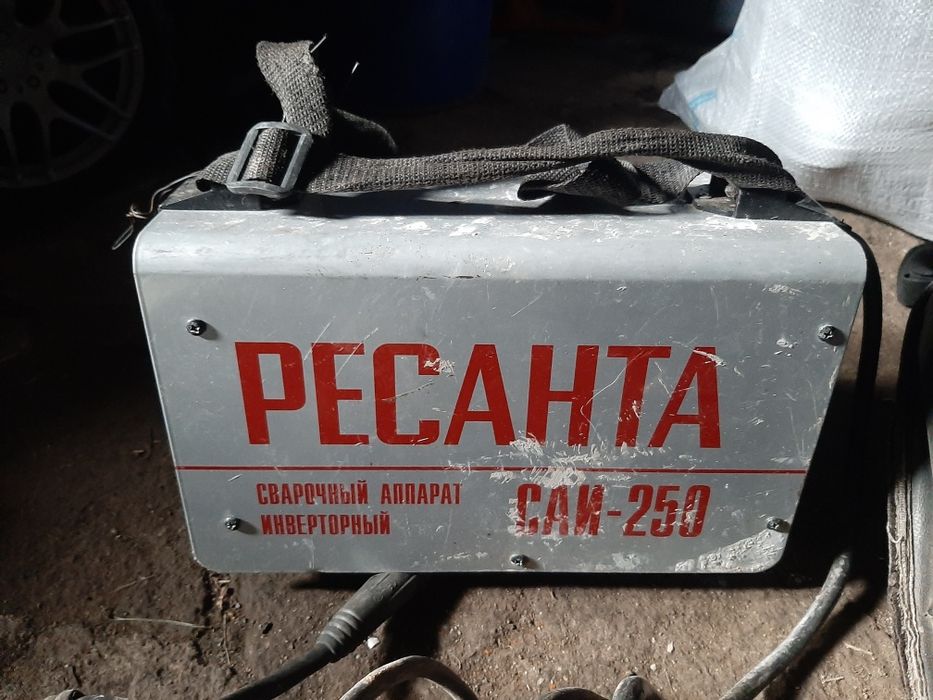 РЕСАНТА
СВАРОЧНЫЙ АППАРАТ
ИНВЕРТОРНЫЙ
САИ-250